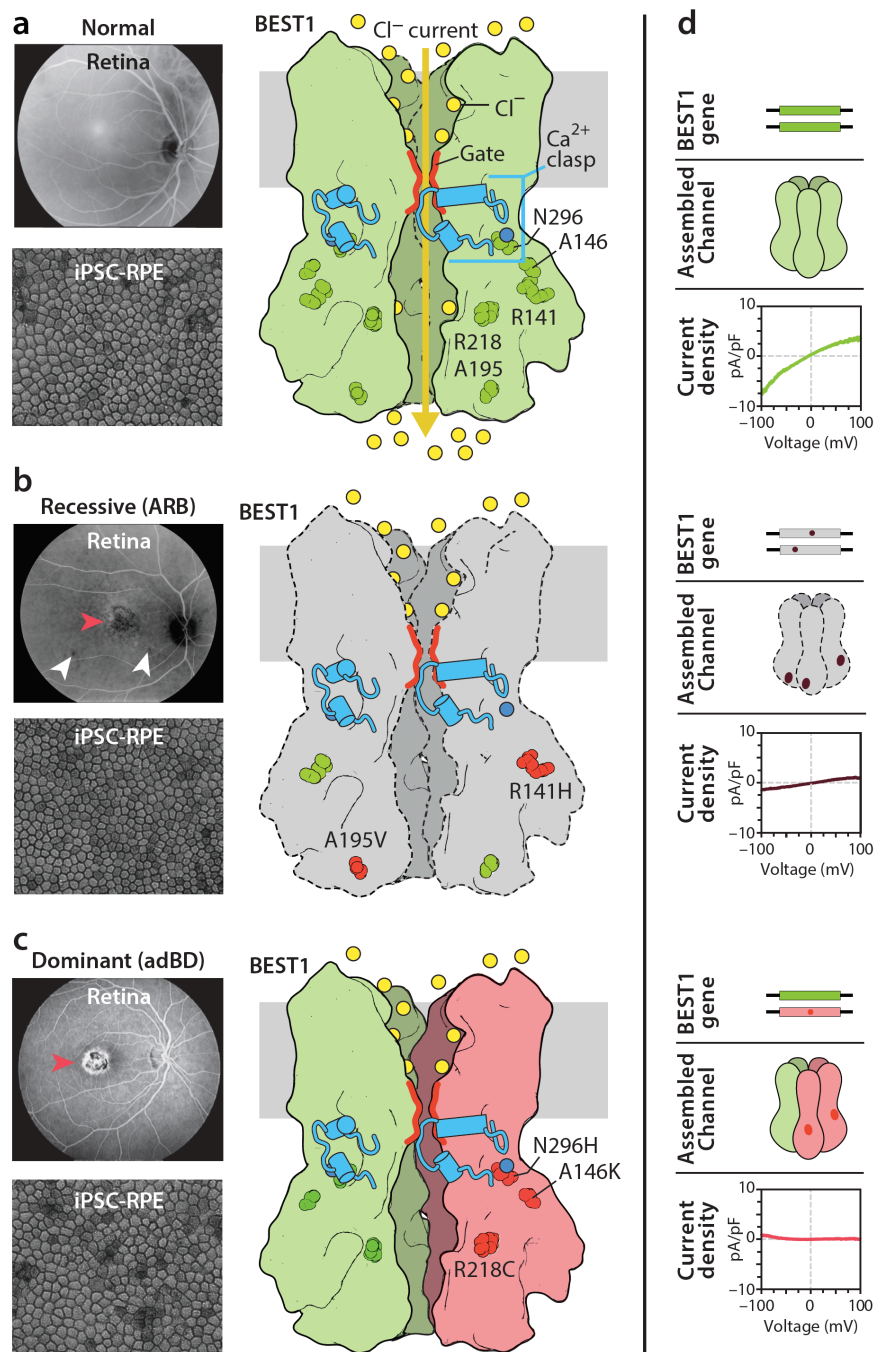 a
Normal
Retina
iPSC-RPE
BEST1
Cl⁻ current
Cl⁻
Gate
Ca²⁺
clasp
N296
A146
R141
R218
A195
b
Recessive (ARB)
Retina
iPSC-RPE
BEST1
R141H
A195V
c
Dominant (adBD)
Retina
iPSC-RPE
BEST1
N296H
A146K
R218C
d
BEST1
gene
Assembled
Channel
Current
density
pA/pF
10
0
−10
−100
0
100
Voltage (mV)
BEST1
gene
Assembled
Channel
Current
density
pA/pF
10
0
−10
−100
0
100
Voltage (mV)
BEST1
gene
Assembled
Channel
Current
density
pA/pF
10
0
−10
−100
0
100
Voltage (mV)